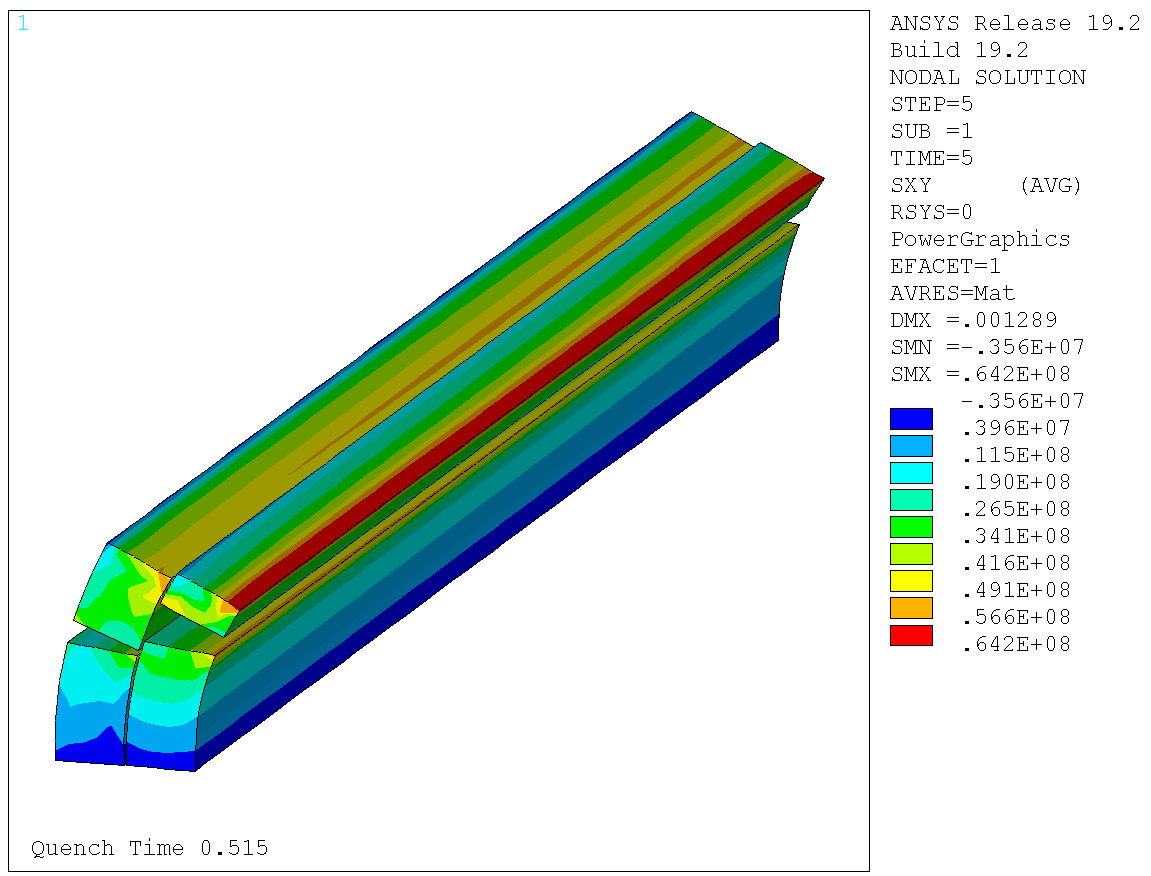 1
ANSYS Release 19.2
Build 19.2
NODAL SOLUTION
STEP=5
SUB =1
TIME=5
SXY (AVG)
RSYS=0
PowerGraphics
EFACET=1
AVRES=Mat
DMX =.001289
SMN =-.356E+07
SMX =.642E+08
-.356E+07
.396E+07
.115E+08
.190E+08
.265E+08
.341E+08
.416E+08
.491E+08
.566E+08
.642E+08
Quench Time 0.515